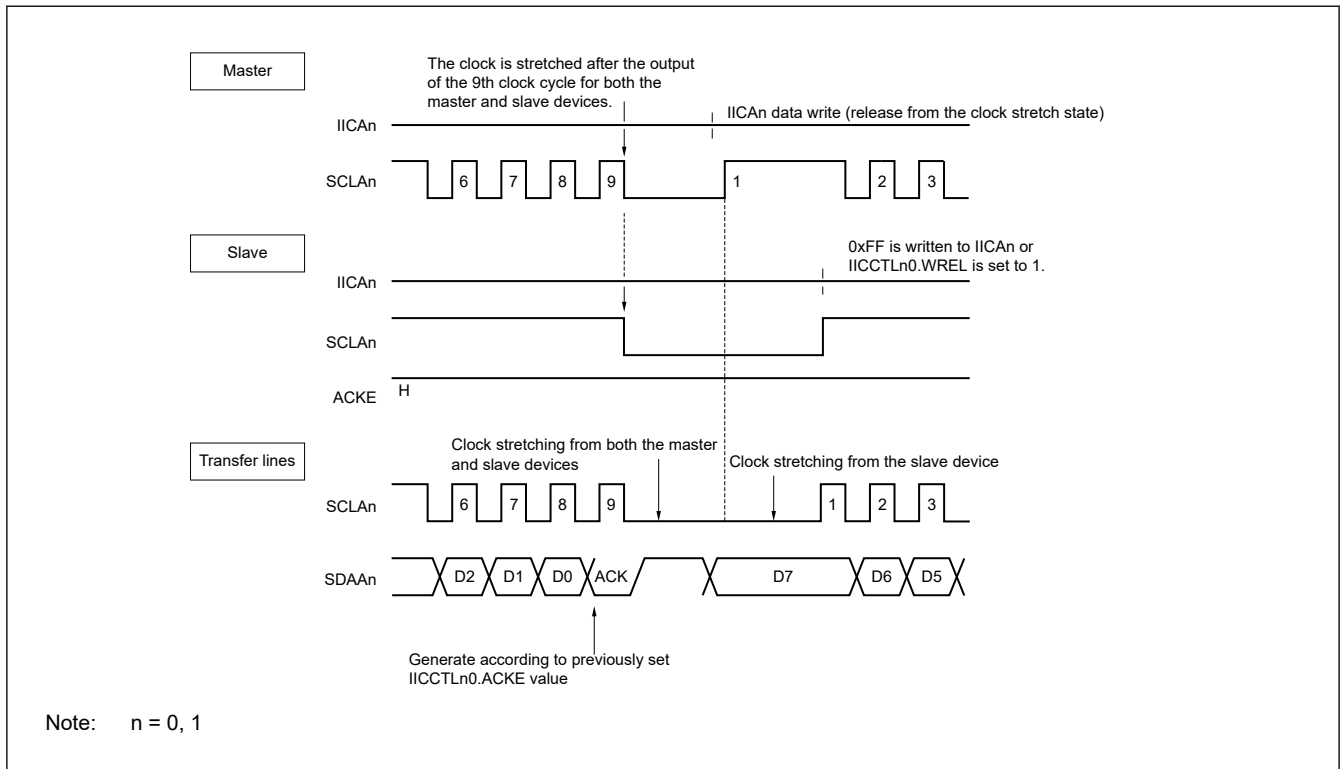 Master
The clock is stretched after the output
of the 9th clock cycle for both the
master and slave devices.
IICAn data write (release from the clock stretch state)
IICAn
SCLAn
6 7 8 9 1 2 3
Slave
0xFF is written to IICAn or
IICCTLn0.WREL is set to 1.
IICAn
SCLAn
ACKE H
Transfer lines
Clock stretching from both the master
and slave devices
Clock stretching from the slave device
SCLAn
6 7 8 9 1 2 3
SDAAn
D2 D1 D0 ACK D7 D6 D5
Generate according to previously set
IICCTLn0.ACKE value
Note: n = 0, 1